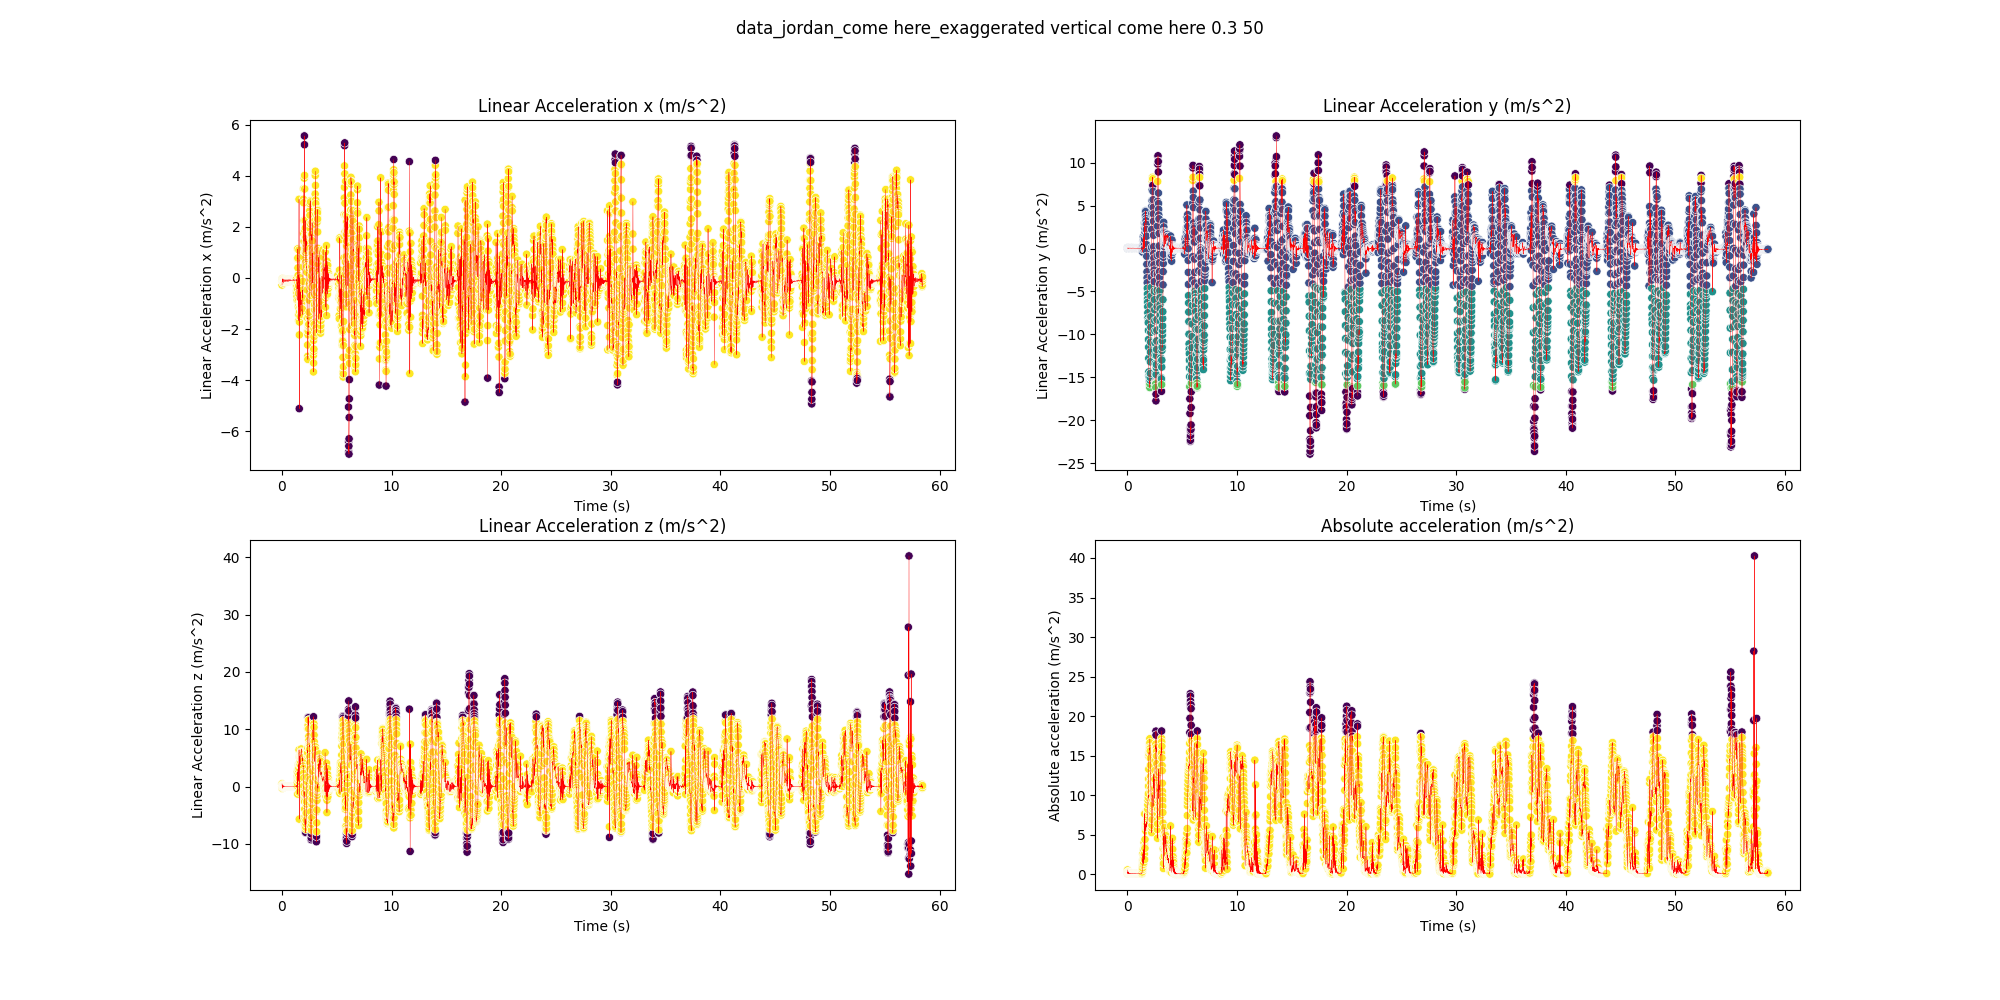 data_jordan_come here_exaggerated vertical come here 0.3 50
Linear Acceleration x (m/s^2)
Linear Acceleration x (m/s^2)
6
4
2
0
−2
−4
−6
0 10 20 30 40 50 60
Time (s)
Linear Acceleration y (m/s^2)
Linear Acceleration y (m/s^2)
10
5
0
−5
−10
−15
−20
−25
0 10 20 30 40 50 60
Time (s)
Linear Acceleration z (m/s^2)
Linear Acceleration z (m/s^2)
40
30
20
10
0
−10
0 10 20 30 40 50 60
Time (s)
Absolute acceleration (m/s^2)
Absolute acceleration (m/s^2)
40
35
30
25
20
15
10
5
0
0 10 20 30 40 50 60
Time (s)